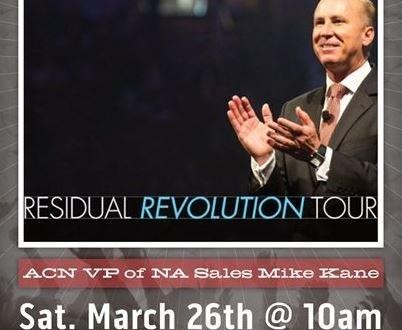 RESIDUAL REVOLUTION TOUR
ACN VP of NA Sales Mike Kane
Sat. March 26th @ 10am